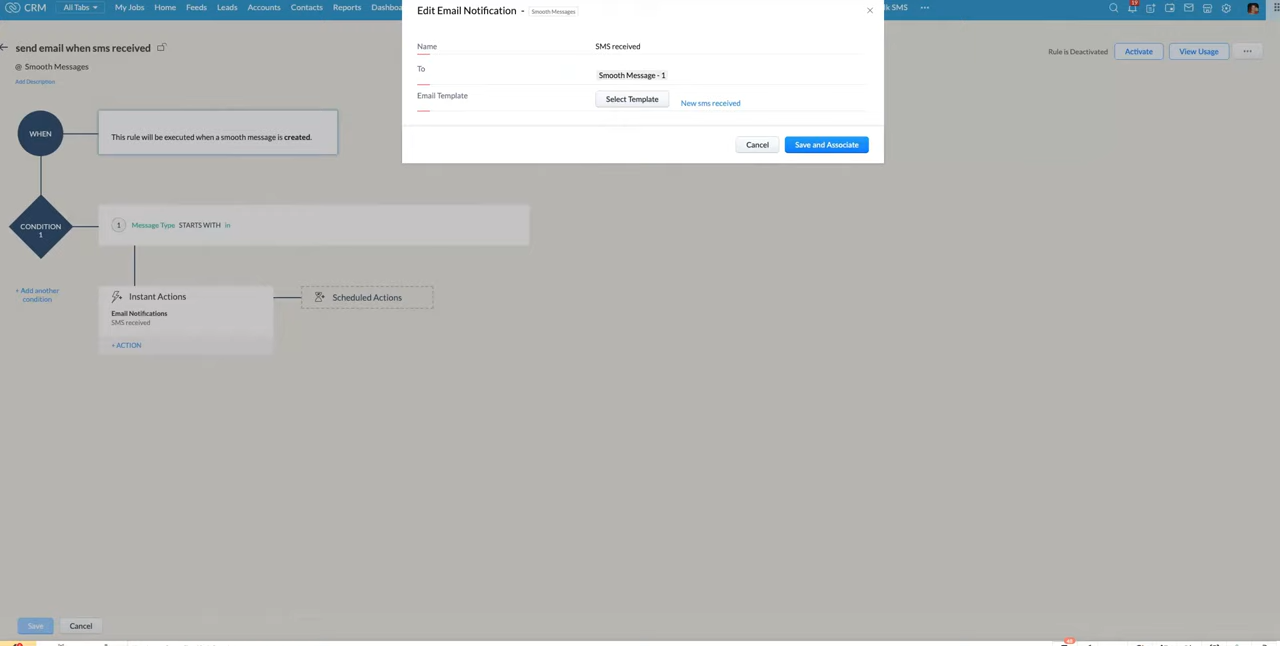 CRM All Tabs My Jobs Home Feeds Leads Accounts Contacts Reports SMS ... 19
Edit Email Notification Smooth Messages
Name SMS received
To Smooth Message - 1
Email Template Select Template New sms received
Cancel Save and Associate
send email when sms received
Rule is Deactivated Activate View Usage ...
@ Smooth Messages
Add Description
WHEN
This rule will be executed when a smooth message is created.
CONDITION
1
1 Message Type STARTS WITH in
+ Add another
condition
Instant Actions
Scheduled Actions
Email Notifications
SMS received
+ ACTION
Save Cancel